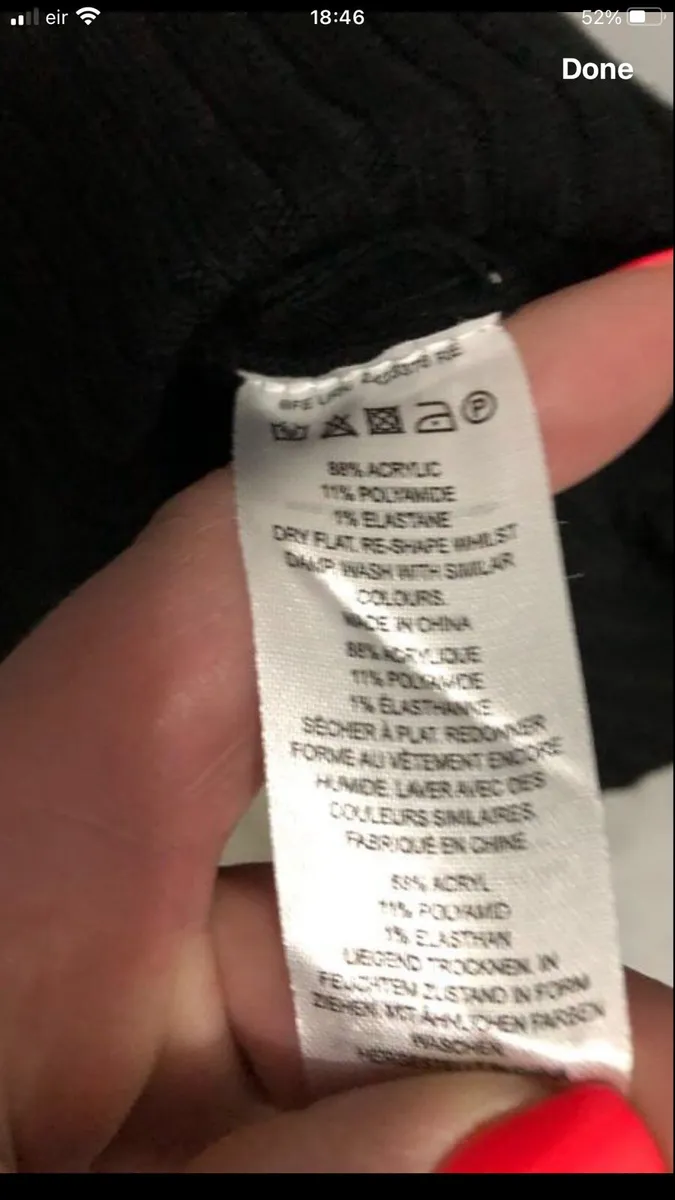 eir
18:46
52%
Done
P
88% ACRYLIC
11% POLYAMIDE
1% ELASTANE
DRY FLAT. RE-SHAPE WHILST
DAMP. WASH WITH SIMILAR
COLOURS.
MADE IN CHINA
88% ACRYLIQUE
11% POLYAMIDE
1% ÉLASTHANNE
SÉCHER À PLAT. REDONNER
FORME AU VÊTEMENT ENCORE
HUMIDE. LAVER AVEC DES
COULEURS SIMILAIRES.
FABRIQUÉ EN CHINE
88% ACRYL
11% POLYAMID
1% ELASTHAN
LIEGEND TROCKNEN. IN
FEUCHTEN ZUSTAND IN FORM
ZIEHEN. MIT ÄHNLICHEN FARBEN
WASCHEN